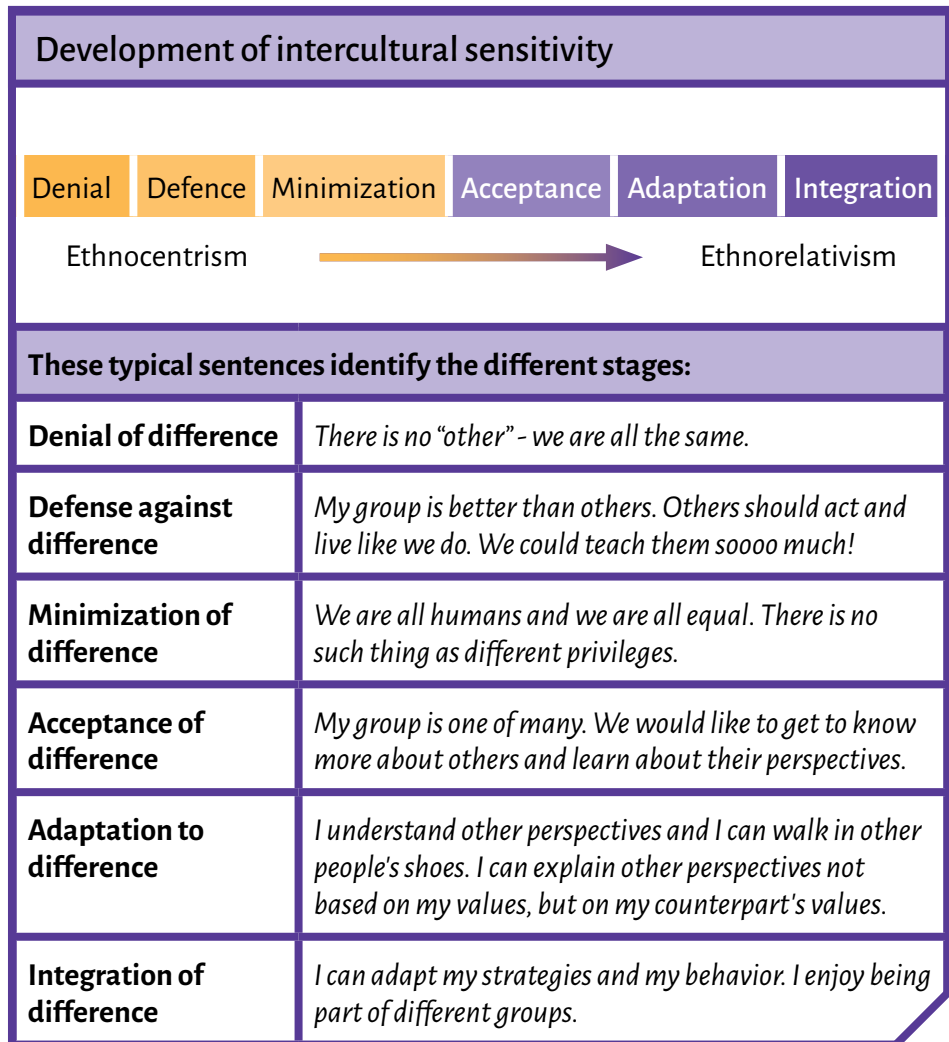 Development of intercultural sensitivity
Denial Defence Minimization Acceptance Adaptation Integration
Ethnocentrism Ethnorelativism
These typical sentences identify the different stages:
Denial of difference
There is no “other” - we are all the same.
Defense against
difference
My group is better than others. Others should act and
live like we do. We could teach them soooo much!
Minimization of
difference
We are all humans and we are all equal. There is no
such thing as different privileges.
Acceptance of
difference
My group is one of many. We would like to get to know
more about others and learn about their perspectives.
Adaptation to
difference
I understand other perspectives and I can walk in other
people's shoes. I can explain other perspectives not
based on my values, but on my counterpart's values.
Integration of
difference
I can adapt my strategies and my behavior. I enjoy being
part of different groups.